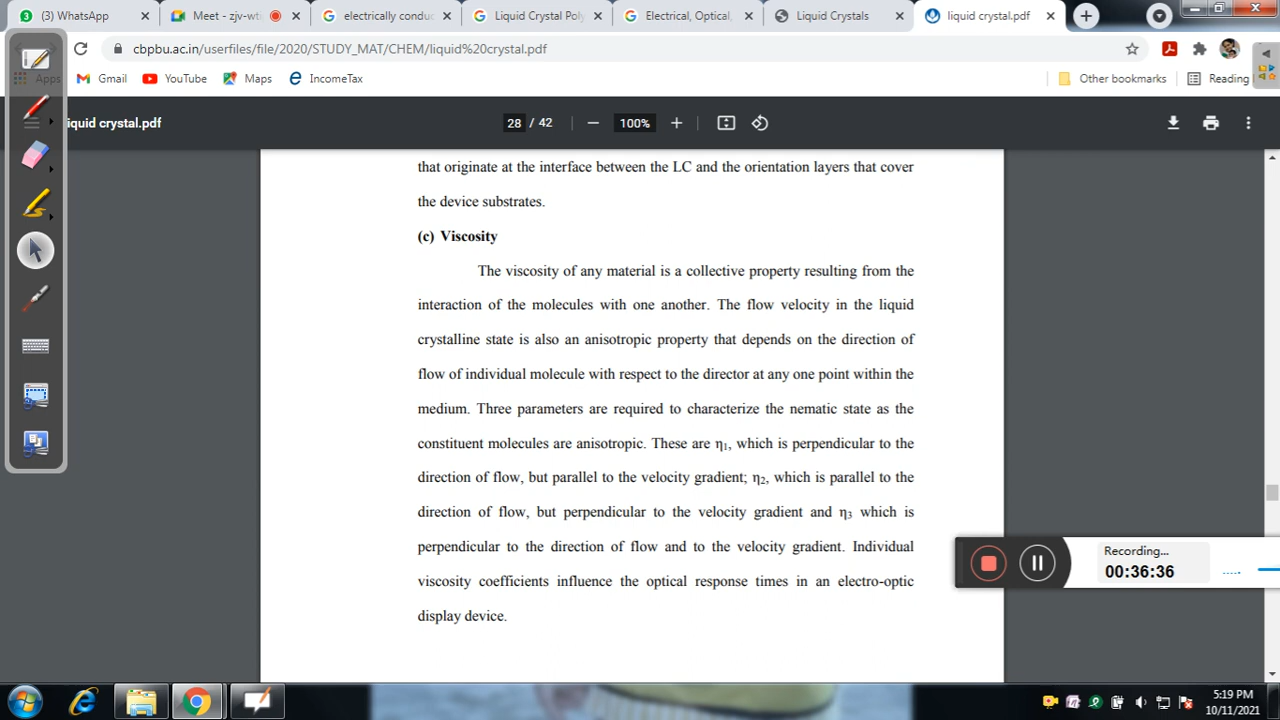 (3) WhatsApp
Meet - zjv-wti
electrically conduc
Liquid Crystal Poly
Electrical, Optical,
Liquid crystals
liquid crystal.pdf
cbpbu.ac.in/userfiles/file/2020/STUDY_MAT/CHEM/liquid%20crystal.pdf
Apps
Gmail
YouTube
Maps
IncomeTax
Other bookmarks
Reading
iquid crystal.pdf
28 / 42
100%
that originate at the interface between the LC and the orientation layers that cover
the device substrates.
(c) Viscosity
The viscosity of any material is a collective property resulting from the
interaction of the molecules with one another. The flow velocity in the liquid
crystalline state is also an anisotropic property that depends on the direction of
flow of individual molecule with respect to the director at any one point within the
medium. Three parameters are required to characterize the nematic state as the
constituent molecules are anisotropic. These are η₁, which is perpendicular to the
direction of flow, but parallel to the velocity gradient; η₂, which is parallel to the
direction of flow, but perpendicular to the velocity gradient and η₃ which is
perpendicular to the direction of flow and to the velocity gradient. Individual
viscosity coefficients influence the optical response times in an electro-optic
display device.
Recording...
00:36:36
5:19 PM
10/11/2021